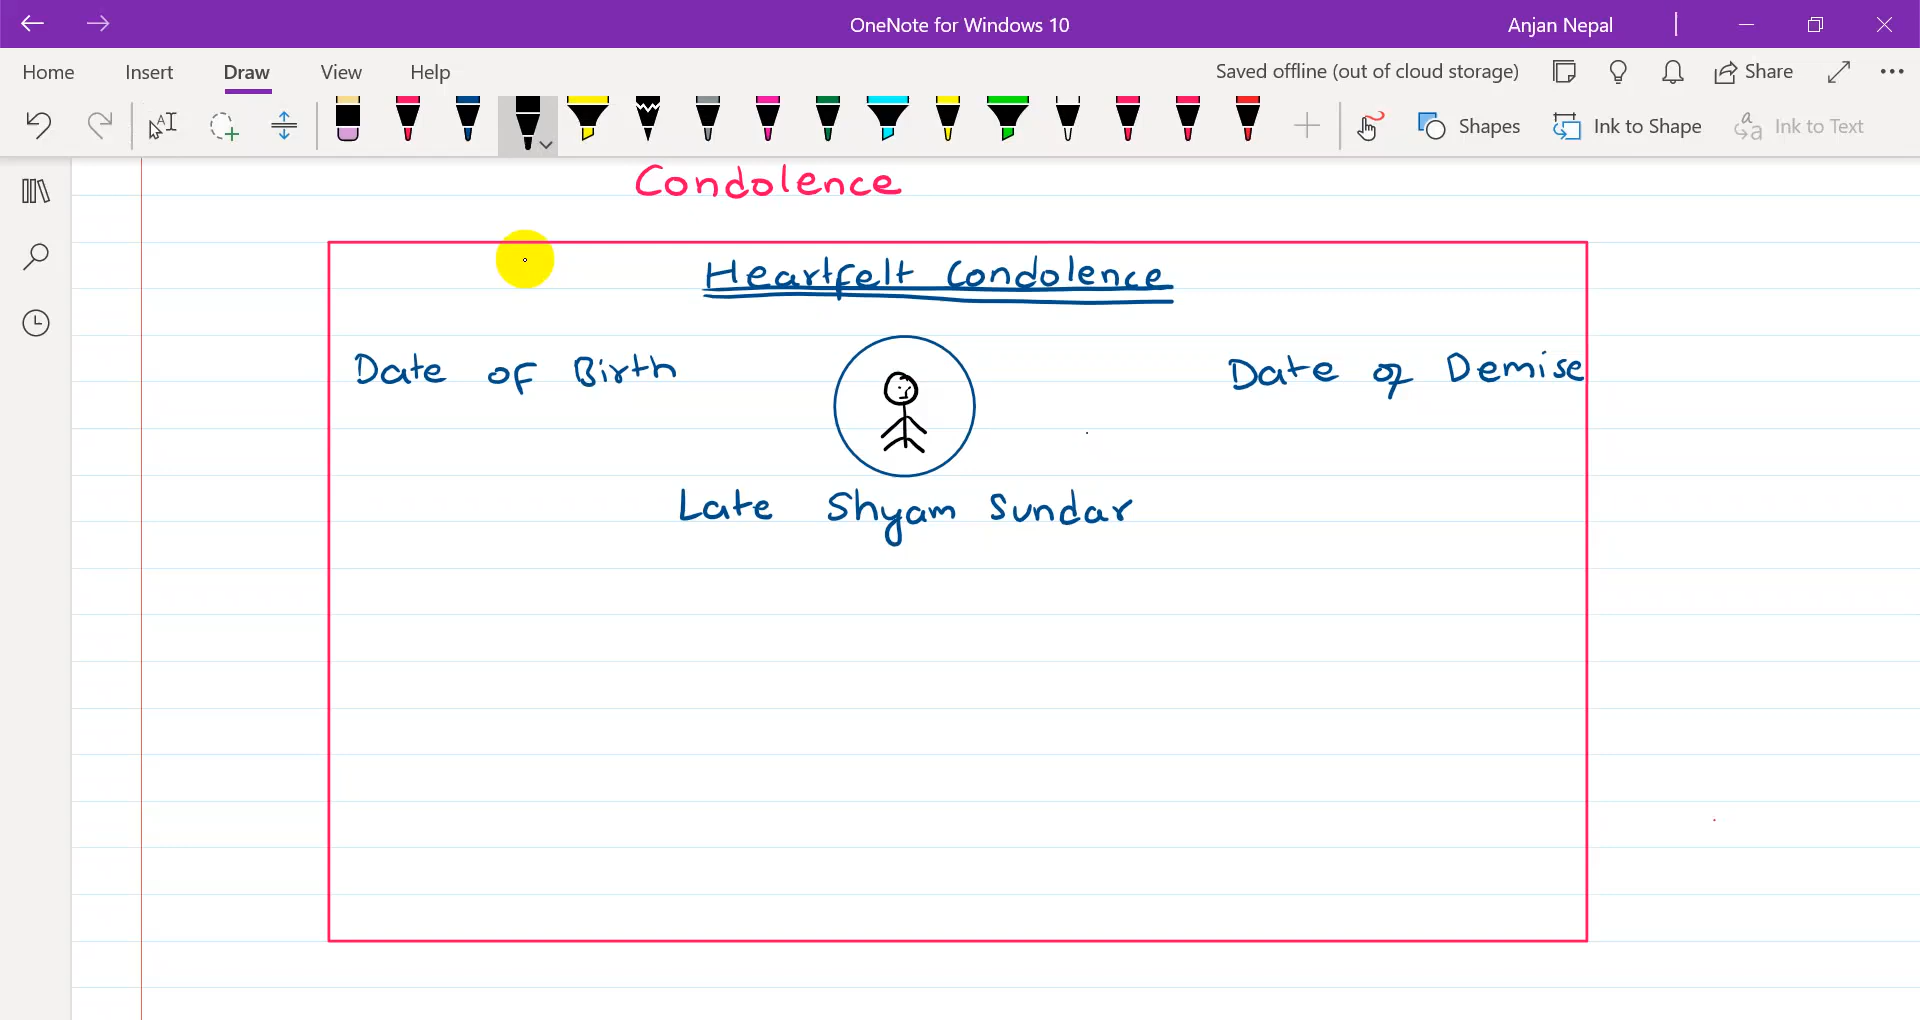 OneNote for Windows 10
Anjan Nepal
Home Insert Draw View Help
Saved offline (out of cloud storage)
Share
Shapes
Ink to Shape
Ink to Text
Condolence
Heartfelt Condolence
Date of Birth
Date of Demise
Late Shyam Sundar